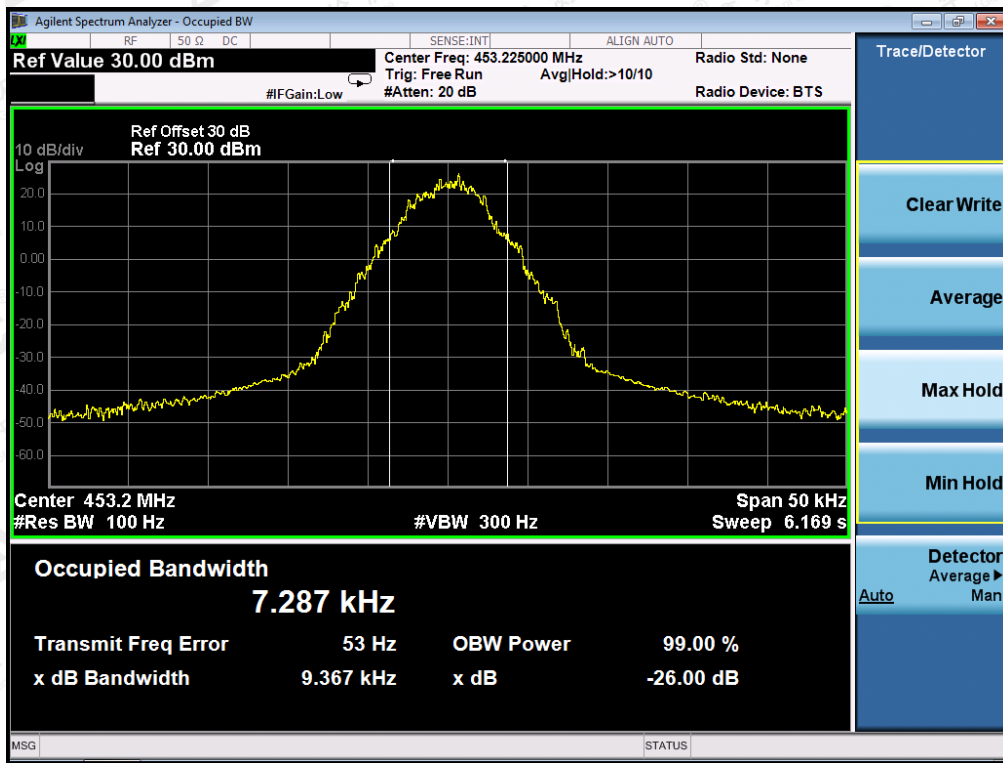 Agilent Spectrum Analyzer - Occupied BW
LXI RF 50 Ω DC SENSE:INT ALIGN AUTO
Ref Value 30.00 dBm
Center Freq: 453.225000 MHz
Radio Std: None
Trig: Free Run Avg|Hold:>10/10
#IFGain:Low
#Atten: 20 dB
Radio Device: BTS
Ref Offset 30 dB
10 dB/div Ref 30.00 dBm
Log
20.0
10.0
0.00
-10.0
-20.0
-30.0
-40.0
-50.0
-60.0
Center 453.2 MHz Span 50 kHz
#Res BW 100 Hz #VBW 300 Hz Sweep 6.169 s
Occupied Bandwidth
7.287 kHz
Transmit Freq Error 53 Hz OBW Power 99.00 %
x dB Bandwidth 9.367 kHz x dB -26.00 dB
MSG STATUS
Trace/Detector
Clear Write
Average
Max Hold
Min Hold
Detector
Average
Auto Man